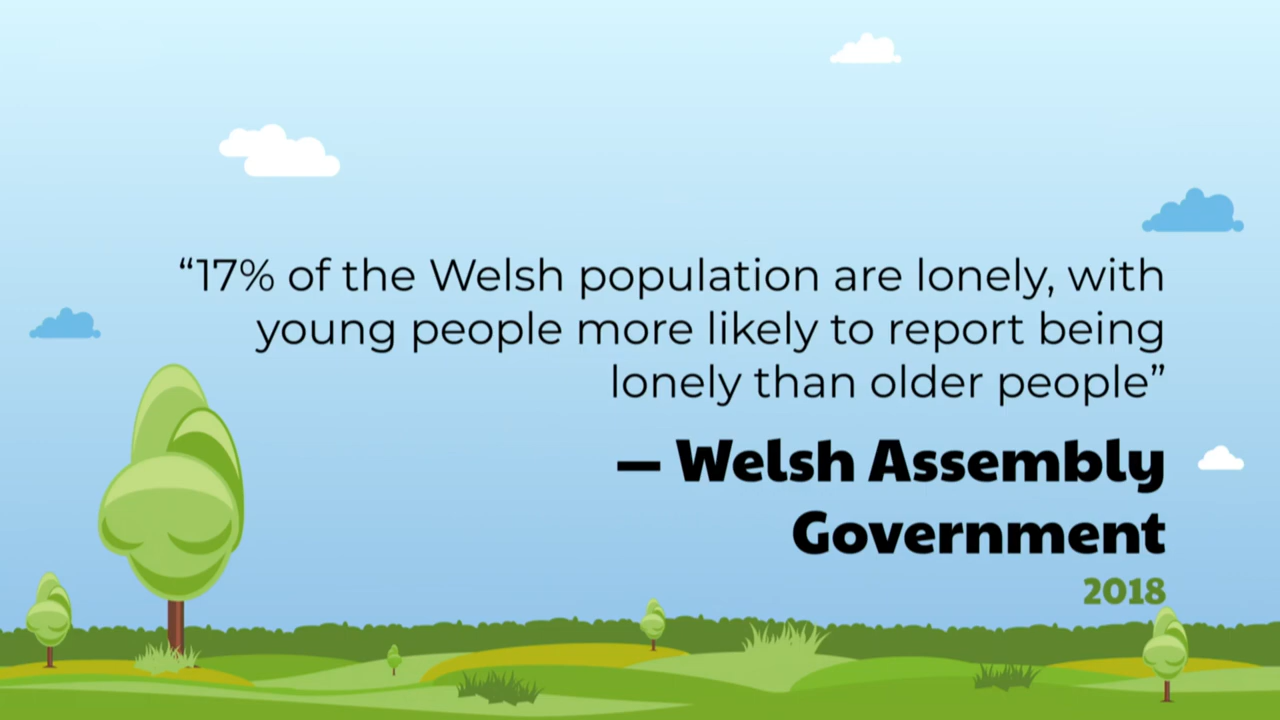 “17% of the Welsh population are lonely, with
young people more likely to report being
lonely than older people”
— Welsh Assembly
Government
2018